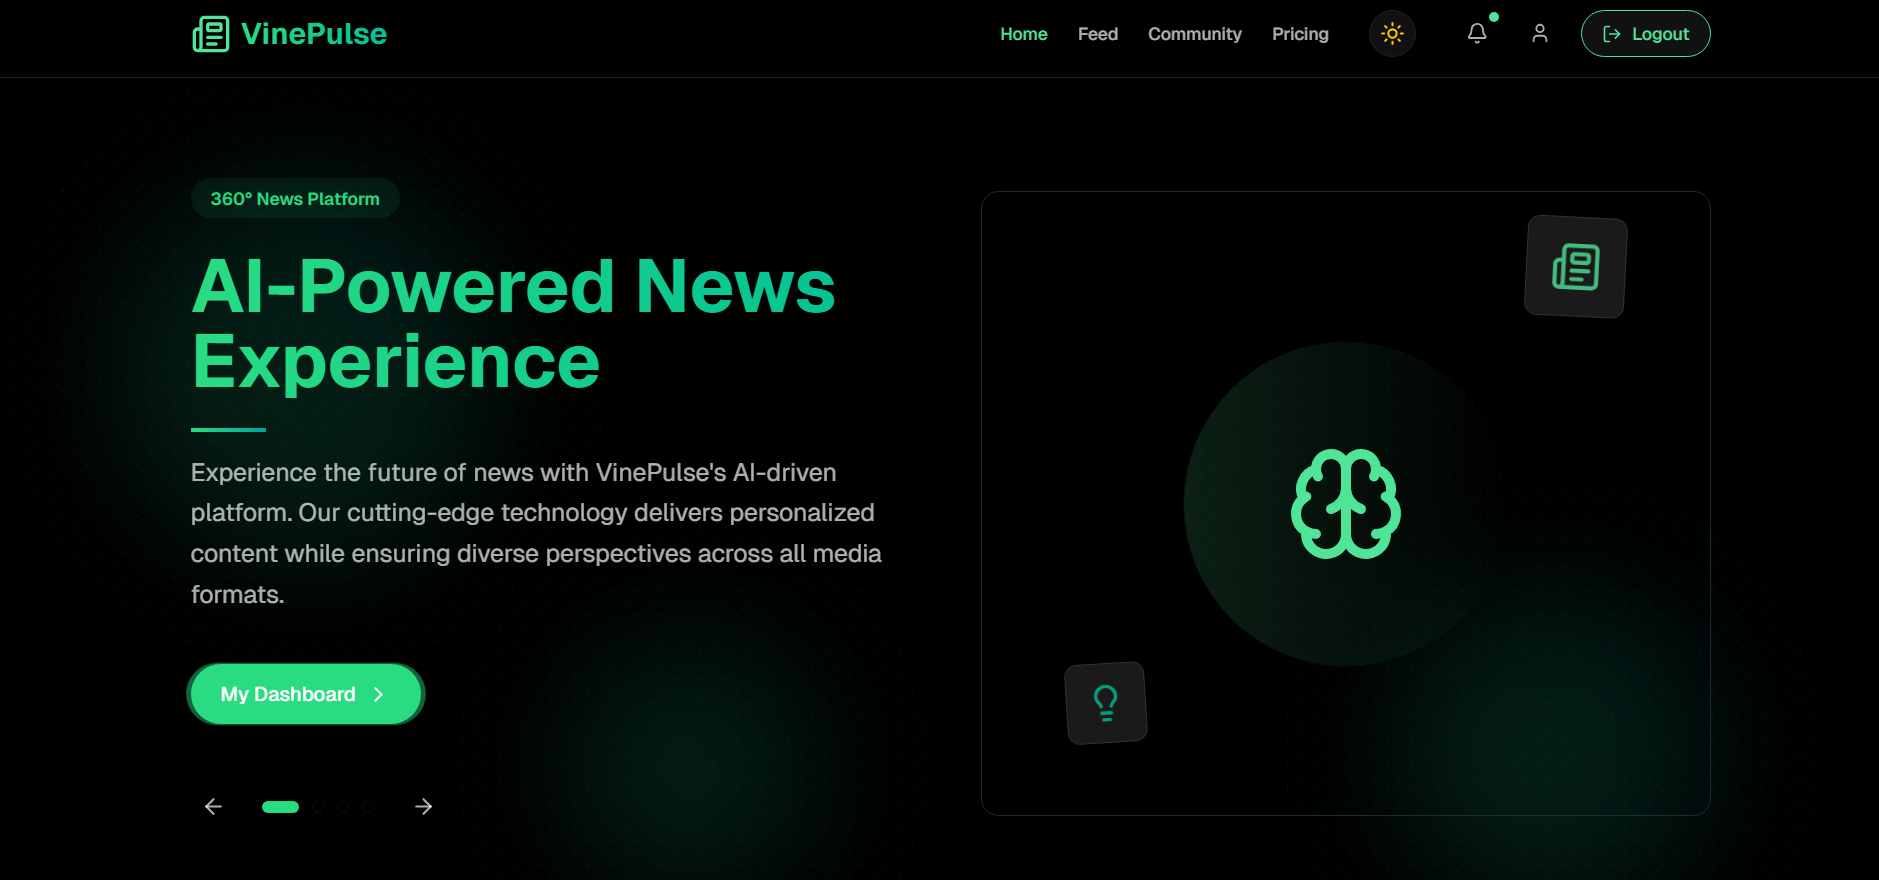 VinePulse
Home
Feed
Community
Pricing
Logout
360° News Platform
AI-Powered News
Experience
Experience the future of news with VinePulse's AI-driven
platform. Our cutting-edge technology delivers personalized
content while ensuring diverse perspectives across all media
formats.
My Dashboard